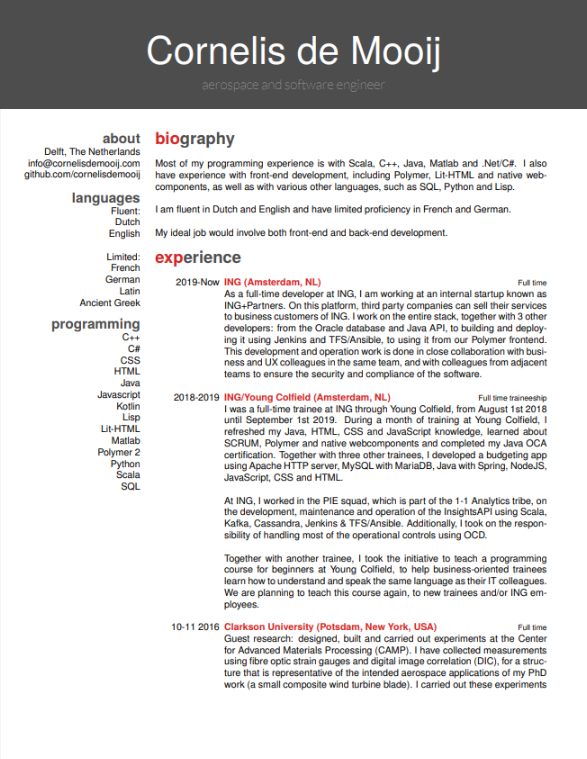 Cornelis de Mooij
aerospace and software engineer
about
Delft, The Netherlands
info@cornelisdemooij.com
github.com/cornelisdemooij
languages
Fluent:
Dutch
English
Limited:
French
German
Latin
Ancient Greek
programming
C++
C#
CSS
HTML
Java
Javascript
Kotlin
Lisp
Lit-HTML
Matlab
Polymer 2
Python
Scala
SQL
biography
Most of my programming experience is with Scala, C++, Java, Matlab and .Net/C#. I also
have experience with front-end development, including Polymer, Lit-HTML and native web-
components, as well as with various other languages, such as SQL, Python and Lisp.
I am fluent in Dutch and English and have limited proficiency in French and German.
My ideal job would involve both front-end and back-end development.
experience
2019-Now ING (Amsterdam, NL) Full time
As a full-time developer at ING, I am working at an internal startup known as
ING+Partners. On this platform, third party companies can sell their services
to business customers of ING. I work on the entire stack, together with 3 other
developers: from the Oracle database and Java API, to building and deploy-
ing it using Jenkins and TFS/Ansible, to using it from our Polymer frontend.
This development and operation work is done in close collaboration with busi-
ness and UX colleagues in the same team, and with colleagues from adjacent
teams to ensure the security and compliance of the software.
2018-2019 ING/Young Colfield (Amsterdam, NL) Full time traineeship
I was a full-time trainee at ING through Young Colfield, from August 1st 2018
until September 1st 2019. During a month of training at Young Colfield, I
refreshed my Java, HTML, CSS and JavaScript knowledge, learned about
SCRUM, Polymer and native webcomponents and completed my Java OCA
certification. Together with three other trainees, I developed a budgeting app
using Apache HTTP server, MySQL with MariaDB, Java with Spring, NodeJS,
JavaScript, CSS and HTML.
At ING, I worked in the PIE squad, which is part of the 1-1 Analytics tribe, on
the development, maintenance and operation of the InsightsAPI using Scala,
Kafka, Cassandra, Jenkins & TFS/Ansible. Additionally, I took on the respon-
sibility of handling most of the operational controls using OCD.
Together with another trainee, I took the initiative to teach a programming
course for beginners at Young Colfield, to help business-oriented trainees
learn how to understand and speak the same language as their IT colleagues.
We are planning to teach this course again, to new trainees and/or ING em-
ployees.
10-11 2016 Clarkson University (Potsdam, New York, USA) Full time
Guest research: designed, built and carried out experiments at the Center
for Advanced Materials Processing (CAMP). I have collected measurements
using fibre optic strain gauges and digital image correlation (DIC), for a struc-
ture that is representative of the intended aerospace applications of my PhD
work (a small composite wind turbine blade). I carried out these experiments